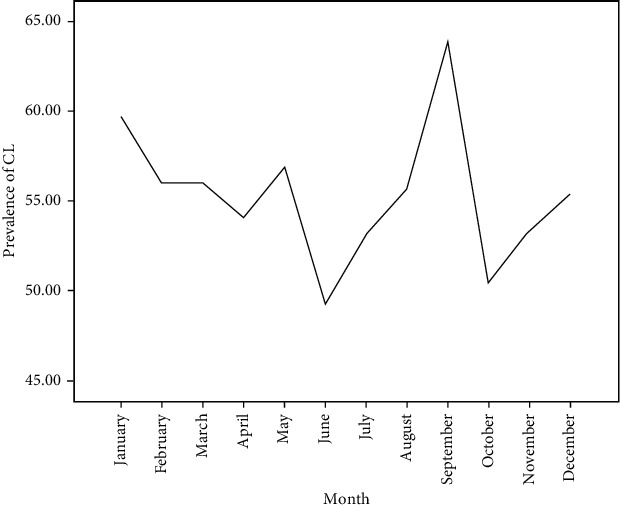 65.00
60.00
55.00
50.00
45.00
Prevalence of CL
January
February
March
April
May
June
July
August
September
October
November
December
Month